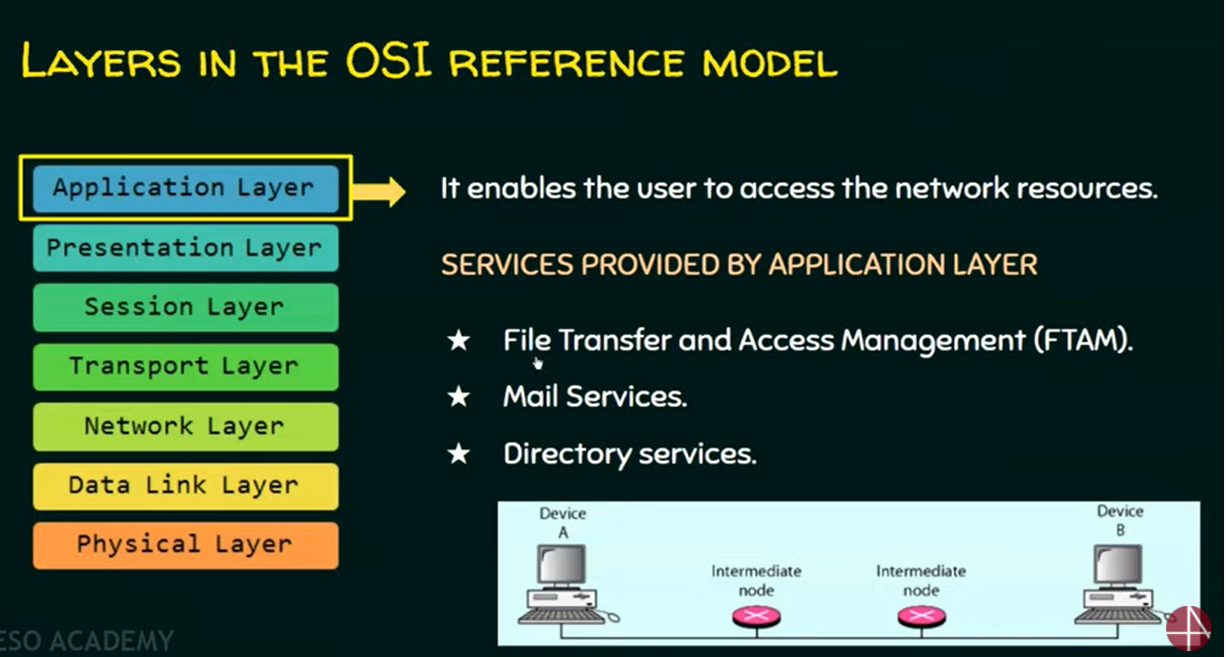 LAYERS IN THE OSI REFERENCE MODEL
Application Layer
Presentation Layer
Session Layer
Transport Layer
Network Layer
Data Link Layer
Physical Layer
It enables the user to access the network resources.
SERVICES PROVIDED BY APPLICATION LAYER
★ File Transfer and Access Management (FTAM).
★ Mail Services.
★ Directory services.
Device
A
Intermediate
node
Intermediate
node
Device
B
ESO ACADEMY